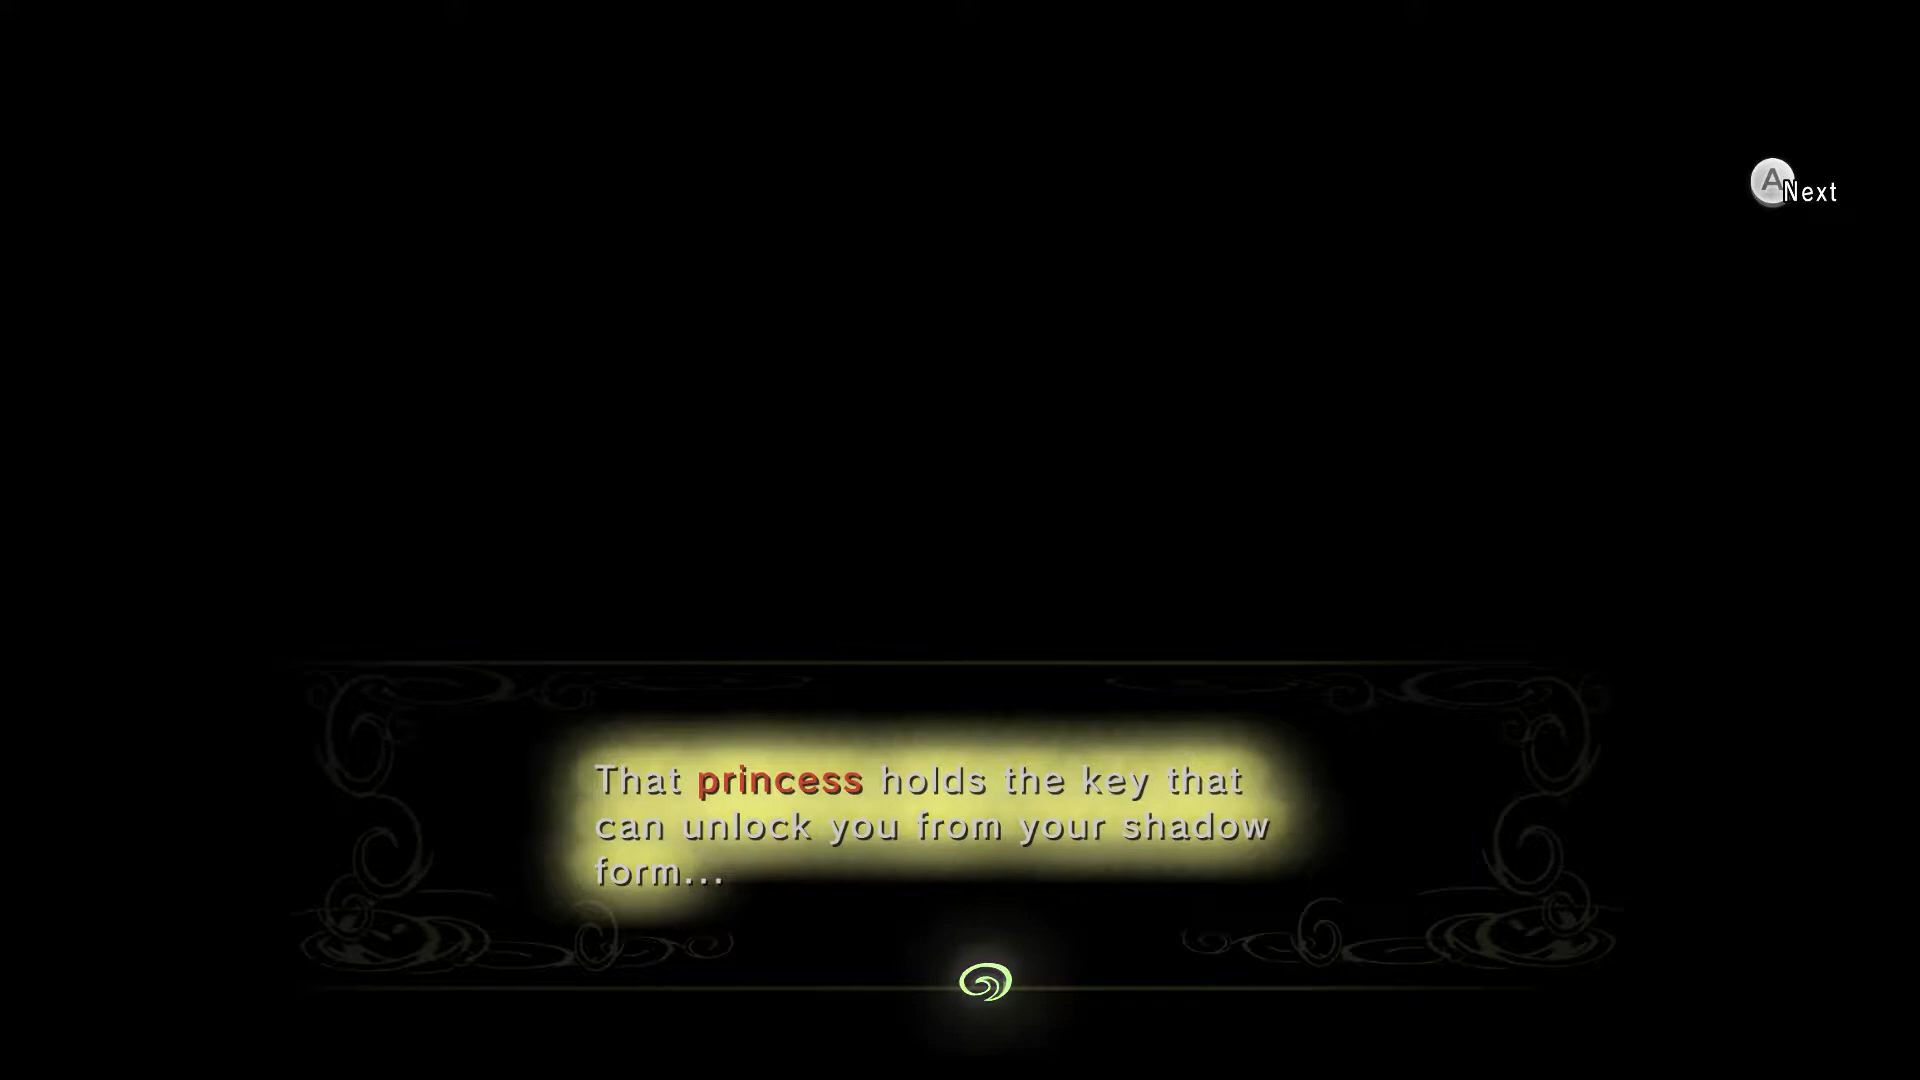 A Next
That princess holds the key that
can unlock you from your shadow
form...